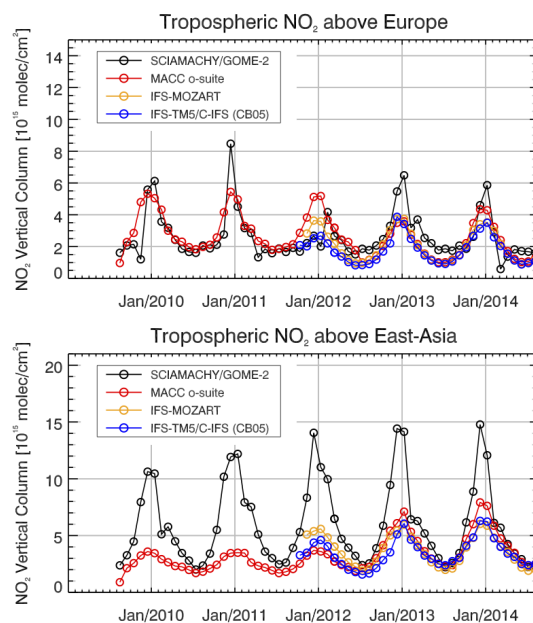 Tropospheric NO₂ above Europe
NO₂ Vertical Column [10¹⁵ molec/cm²]
14
12
10
8
6
4
2
0
SCIAMACHY/GOME-2
MACC o-suite
IFS-MOZART
IFS-TM5/C-IFS (CB05)
Jan/2010 Jan/2011 Jan/2012 Jan/2013 Jan/2014
Tropospheric NO₂ above East-Asia
NO₂ Vertical Column [10¹⁵ molec/cm²]
20
15
10
5
0
SCIAMACHY/GOME-2
MACC o-suite
IFS-MOZART
IFS-TM5/C-IFS (CB05)
Jan/2010 Jan/2011 Jan/2012 Jan/2013 Jan/2014